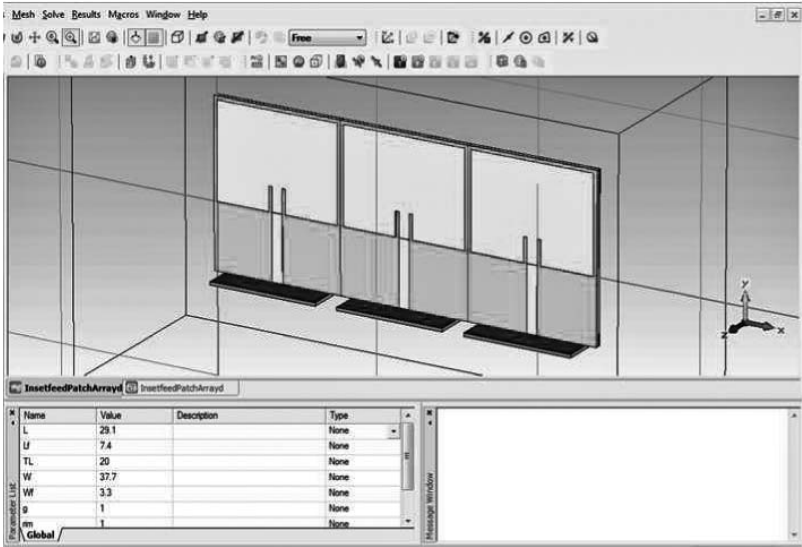 Mesh Solve Results Macros Window Help
Free
y
x
z
InsetfeedPatchArrayd InsetfeedPatchArrayd
Name Value Description Type
L 29.1 None
Lf 7.4 None
TL 20 None
W 37.7 None
Wf 3.3 None
g 1 None
1 None
Global
Parameter List
Message Window